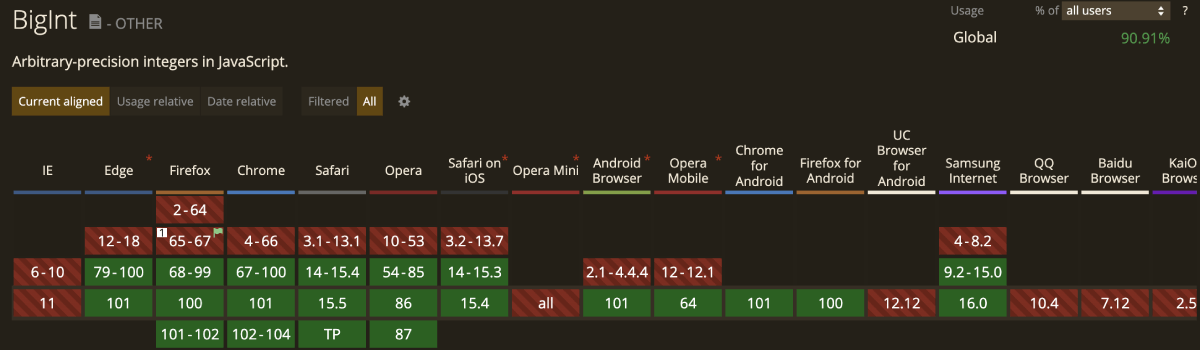 BigInt - OTHER
Usage % of all users ?
Global 90.91%
Arbitrary-precision integers in JavaScript.
Current aligned Usage relative Date relative Filtered All
IE Edge * Firefox Chrome Safari Opera Safari on iOS * Opera Mini * Android Browser * Opera Mobile * Chrome for Android Firefox for Android UC Browser for Android Samsung Internet QQ Browser Baidu Browser KaiO Brows
2-64
12-18 1 65-67 4-66 3.1-13.1 10-53 3.2-13.7 4-8.2
6-10 79-100 68-99 67-100 14-15.4 54-85 14-15.3 2.1-4.4.4 12-12.1 9.2-15.0
11 101 100 101 15.5 86 15.4 all 101 64 101 100 12.12 16.0 10.4 7.12 2.5
101-102 102-104 TP 87